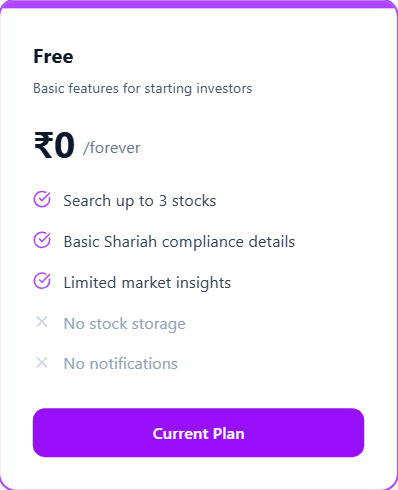 Free
Basic features for starting investors
₹0 /forever
Search up to 3 stocks
Basic Shariah compliance details
Limited market insights
No stock storage
No notifications
Current Plan